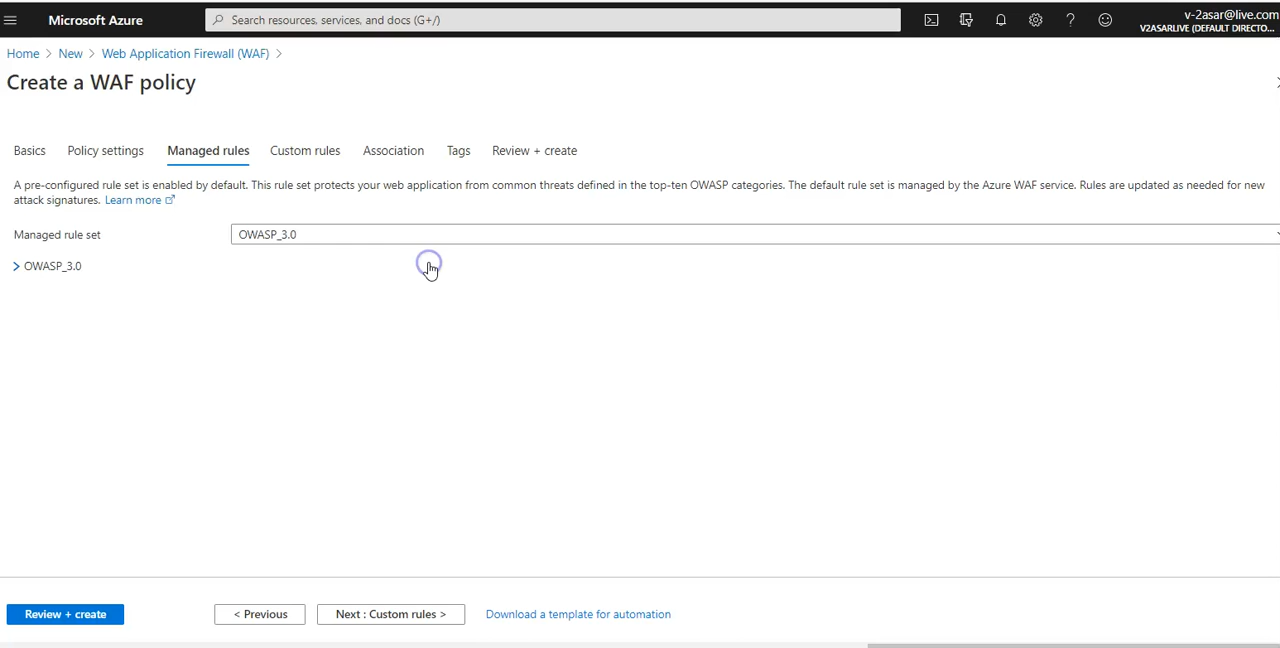 Microsoft Azure
Search resources, services, and docs (G+/)
v-2asar@live.com
V2ASARLIVE (DEFAULT DIRECTO...
Home > New > Web Application Firewall (WAF) >
Create a WAF policy
Basics Policy settings Managed rules Custom rules Association Tags Review + create
A pre-configured rule set is enabled by default. This rule set protects your web application from common threats defined in the top-ten OWASP categories. The default rule set is managed by the Azure WAF service. Rules are updated as needed for new
attack signatures. Learn more
Managed rule set OWASP_3.0
> OWASP_3.0
Review + create < Previous Next : Custom rules > Download a template for automation